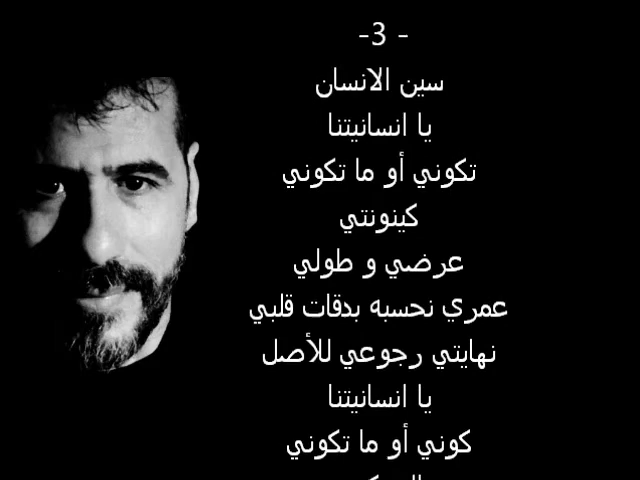 - 3-
سين الانسان
يا انسانيتنا
تكوني أو ما تكوني
كينونتي
عرضي و طولي
عمري نحسبه بدقات قلبي
نهايتي رجوعي للأصل
يا انسانيتنا
كوني أو ما تكوني